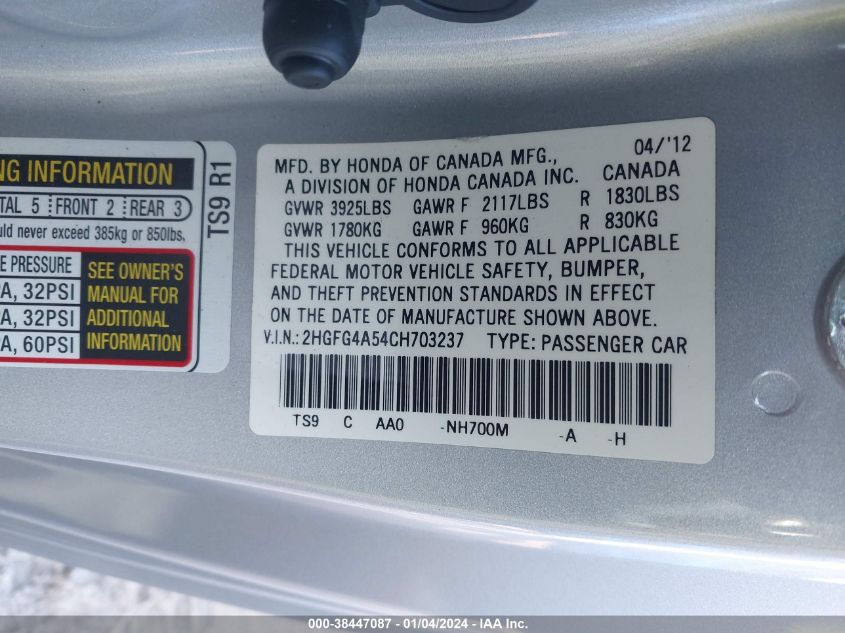 NG INFORMATION
TAL 5 FRONT 2 REAR 3
uld never exceed 385kg or 850lbs.
E PRESSURE
PA, 32PSI
PA, 32PSI
PA, 60PSI
SEE OWNER'S
MANUAL FOR
ADDITIONAL
INFORMATION
TS9 R1
04/'12
MFD. BY HONDA OF CANADA MFG.,
A DIVISION OF HONDA CANADA INC. CANADA
GVWR 3925LBS GAWR F 2117LBS R 1830LBS
GVWR 1780KG GAWR F 960KG R 830KG
THIS VEHICLE CONFORMS TO ALL APPLICABLE
FEDERAL MOTOR VEHICLE SAFETY, BUMPER,
AND THEFT PREVENTION STANDARDS IN EFFECT
ON THE DATE OF MANUFACTURE SHOWN ABOVE.
V.I.N.: 2HGFG4A54CH703237 TYPE: PASSENGER CAR
TS9 C AA0 -NH700M -A -H
000-38447087 - 01/04/2024 - IAA Inc.